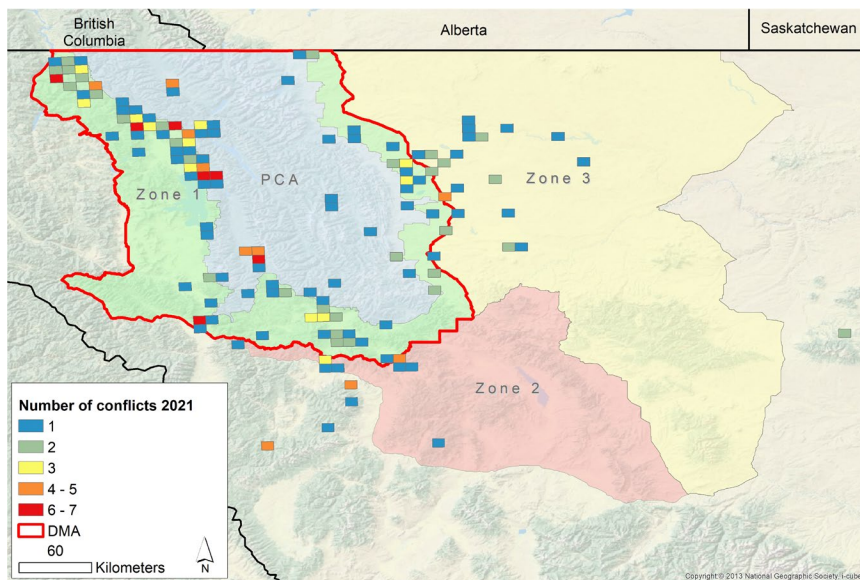 British
Columbia
Alberta
Saskatchewan
PCA
Zone 1
Zone 3
Zone 2
Number of conflicts 2021
1
2
3
4 - 5
6 - 7
DMA
60
Kilometers
N
Copyright © 2013 National Geographic Society, i-cube